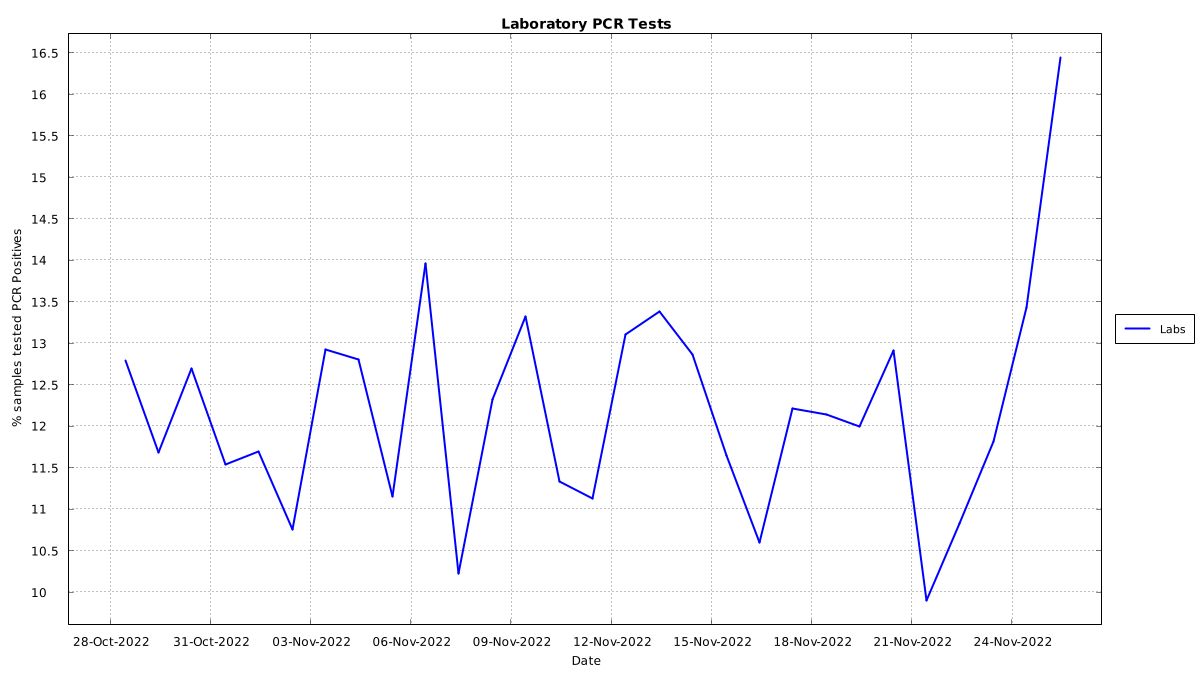 Laboratory PCR Tests
% samples tested PCR Positives
16.5
16
15.5
15
14.5
14
13.5
13
12.5
12
11.5
11
10.5
10
28-Oct-2022 31-Oct-2022 03-Nov-2022 06-Nov-2022 09-Nov-2022 12-Nov-2022 15-Nov-2022 18-Nov-2022 21-Nov-2022 24-Nov-2022
Date
Labs